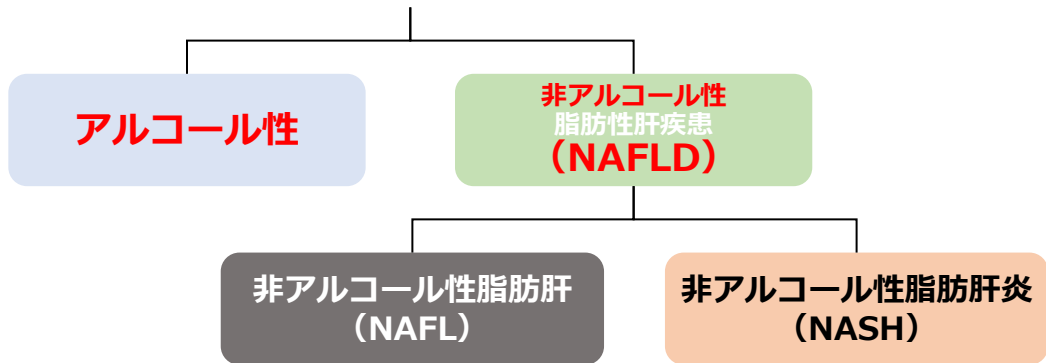 アルコール性
非アルコール性
脂肪性肝疾患
（NAFLD）
非アルコール性脂肪肝
（NAFL）
非アルコール性脂肪肝炎
（NASH）